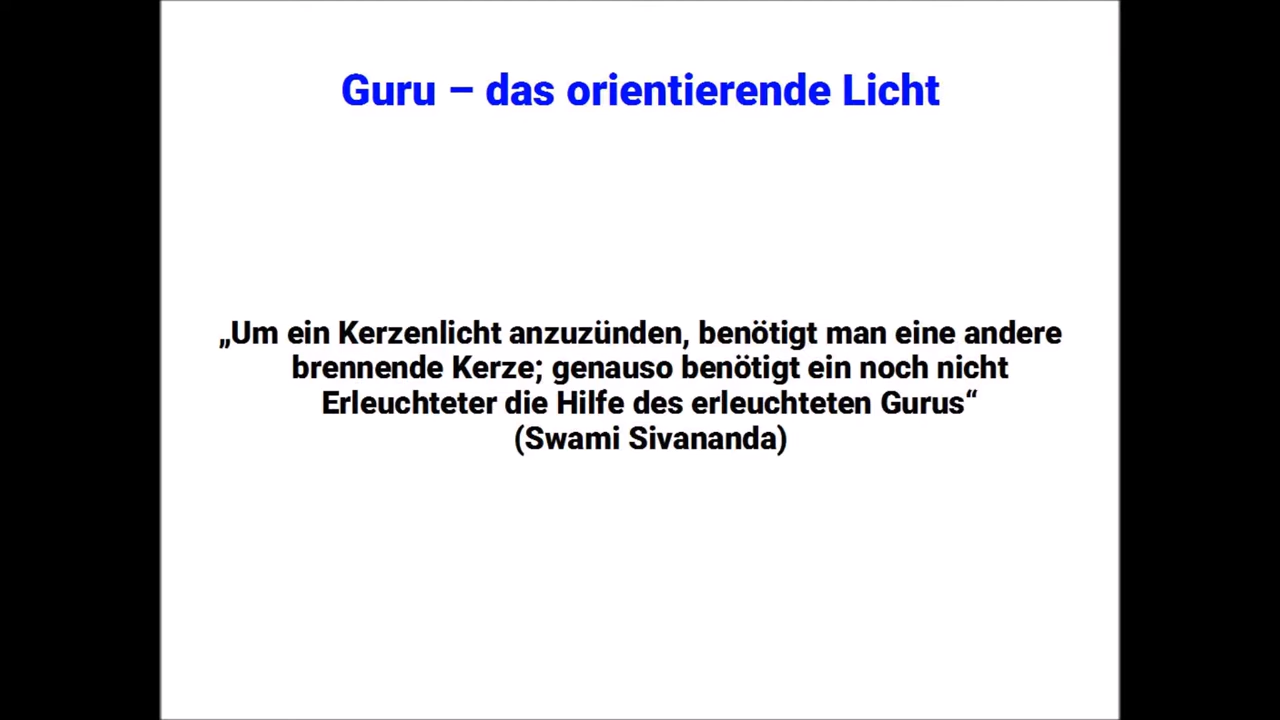 Guru – das orientierende Licht
„Um ein Kerzenlicht anzuzünden, benötigt man eine andere
brennende Kerze; genauso benötigt ein noch nicht
Erleuchteter die Hilfe des erleuchteten Gurus“
(Swami Sivananda)